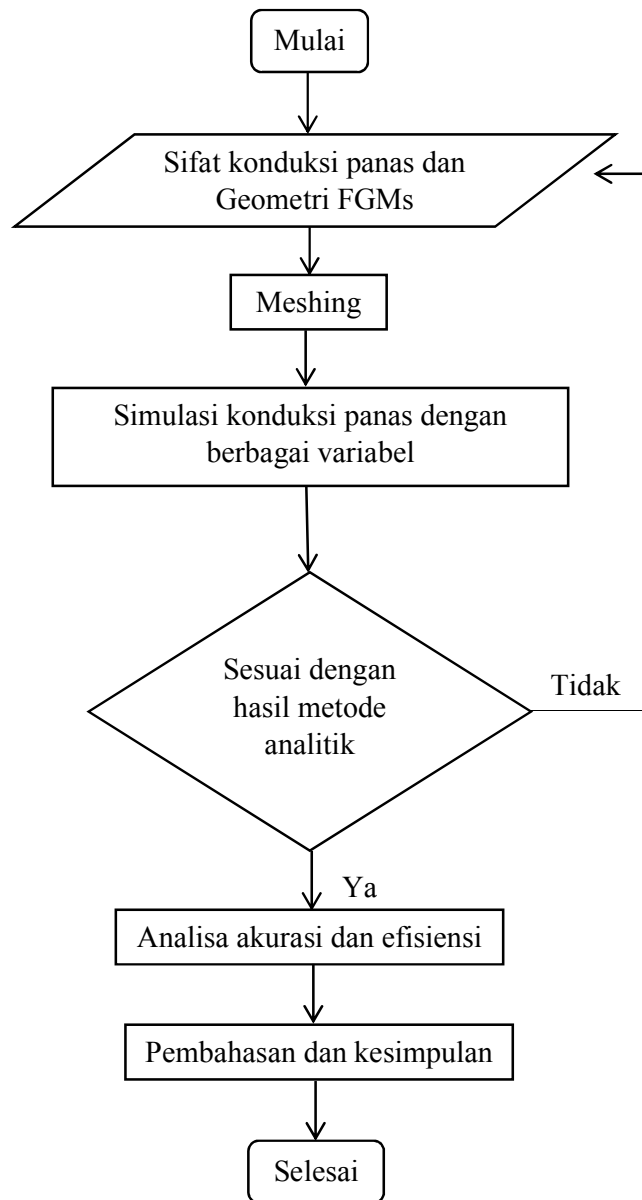 Mulai
Sifat konduksi panas dan
Geometri FGMs
Meshing
Simulasi konduksi panas dengan
berbagai variabel
Sesuai dengan
hasil metode
analitik
Tidak
Ya
Analisa akurasi dan efisiensi
Pembahasan dan kesimpulan
Selesai